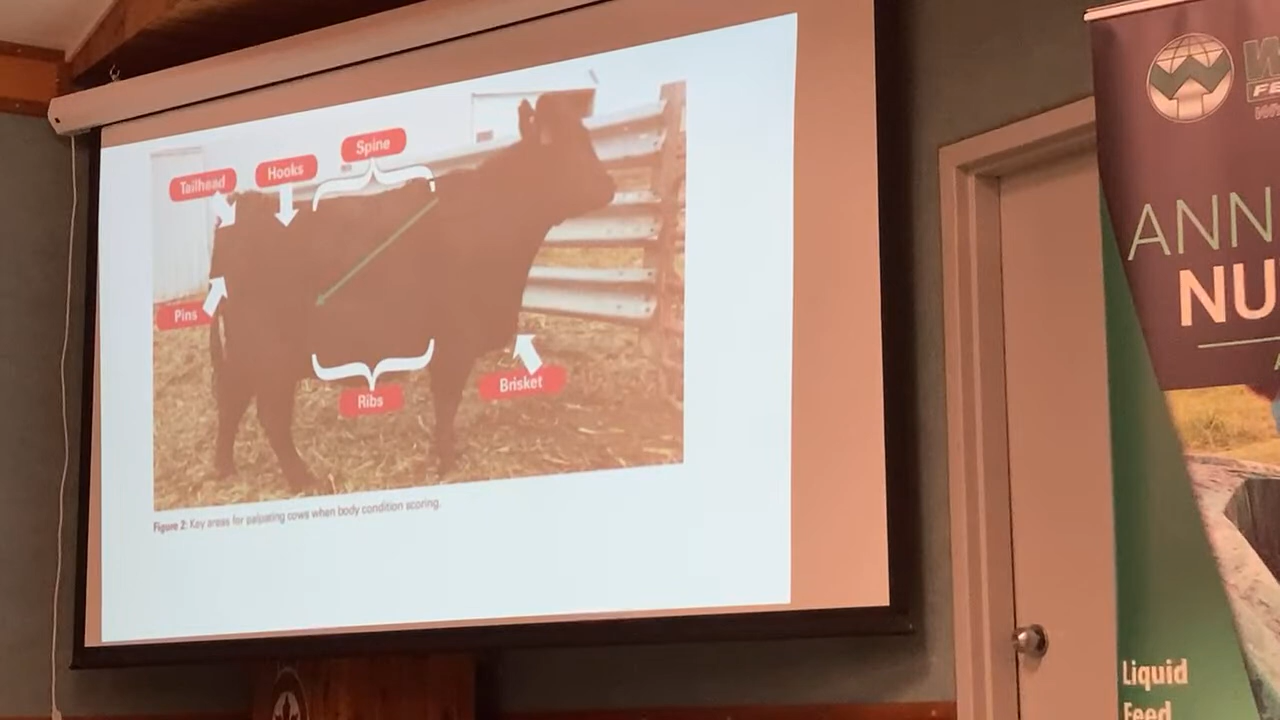 Spine
Hooks
Tailhead
Pins
Ribs
Brisket
Figure 2: Key areas for palpating cows when body condition scoring.
W
FE
ANN
NU
Liquid
Feed